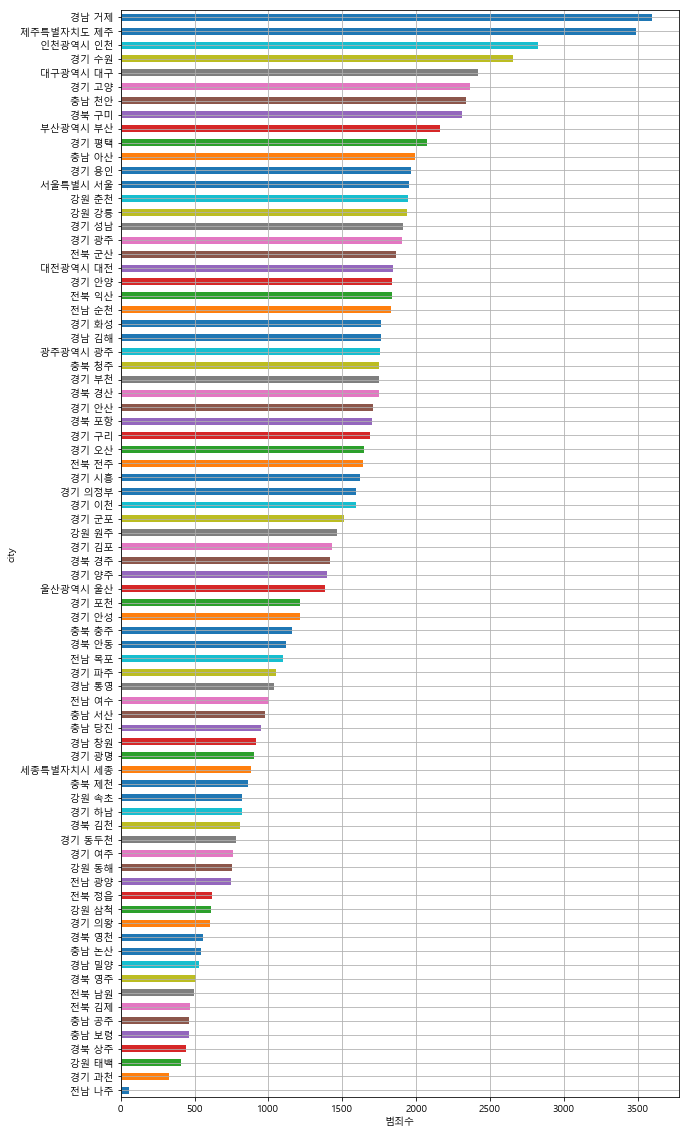 경남 거제
제주특별자치도 제주
인천광역시 인천
경기 수원
대구광역시 대구
경기 고양
충남 천안
경북 구미
부산광역시 부산
경기 평택
충남 아산
경기 용인
서울특별시 서울
강원 춘천
강원 강릉
경기 성남
경기 광주
전북 군산
대전광역시 대전
경기 안양
전북 익산
전남 순천
경기 화성
경남 김해
광주광역시 광주
충북 청주
경기 부천
경북 경산
경기 안산
경북 포항
경기 구리
경기 오산
전북 전주
경기 시흥
경기 의정부
경기 이천
경기 군포
강원 원주
경기 김포
경북 경주
경기 양주
울산광역시 울산
경기 포천
경기 안성
충북 충주
경북 안동
전남 목포
경기 파주
경남 통영
전남 여수
충남 서산
충남 당진
경남 창원
경기 광명
세종특별자치시 세종
충북 제천
강원 속초
경기 하남
경북 김천
경기 동두천
경기 여주
강원 동해
전남 광양
전북 정읍
강원 삼척
경기 의왕
경북 영천
충남 논산
경남 밀양
경북 영주
전북 남원
전북 김제
충남 공주
충남 보령
경북 상주
강원 태백
경기 과천
전남 나주
city
0 500 1000 1500 2000 2500 3000 3500
범죄수